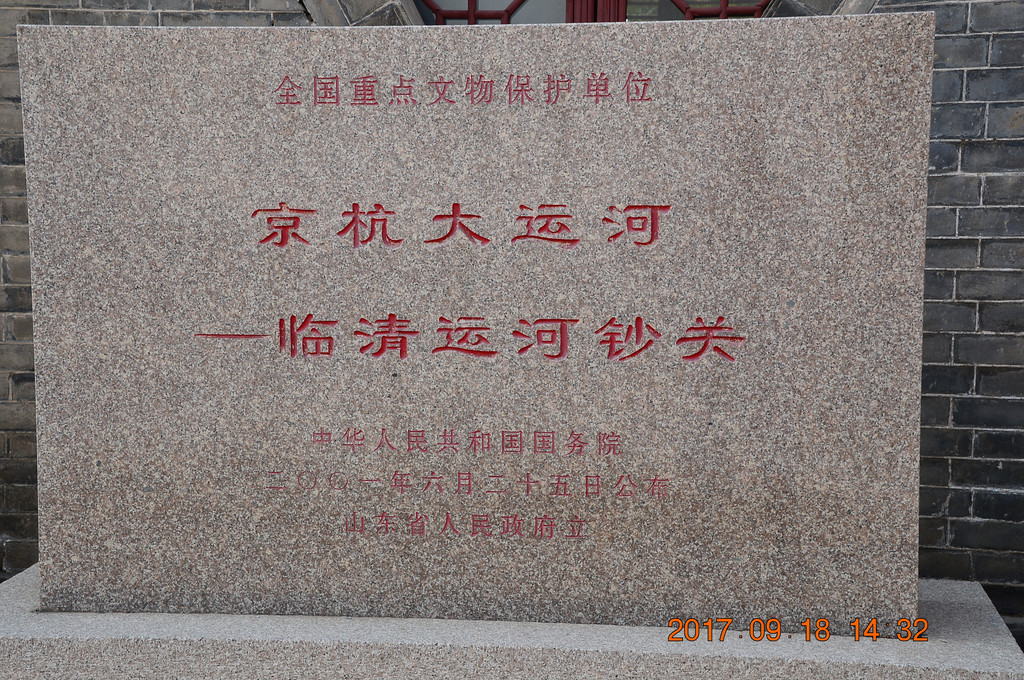 全国重点文物保护单位
京杭大运河
—临清运河钞关
中华人民共和国国务院
二〇〇一年六月二十五日公布
山东省人民政府立
2017.09.18 14:32